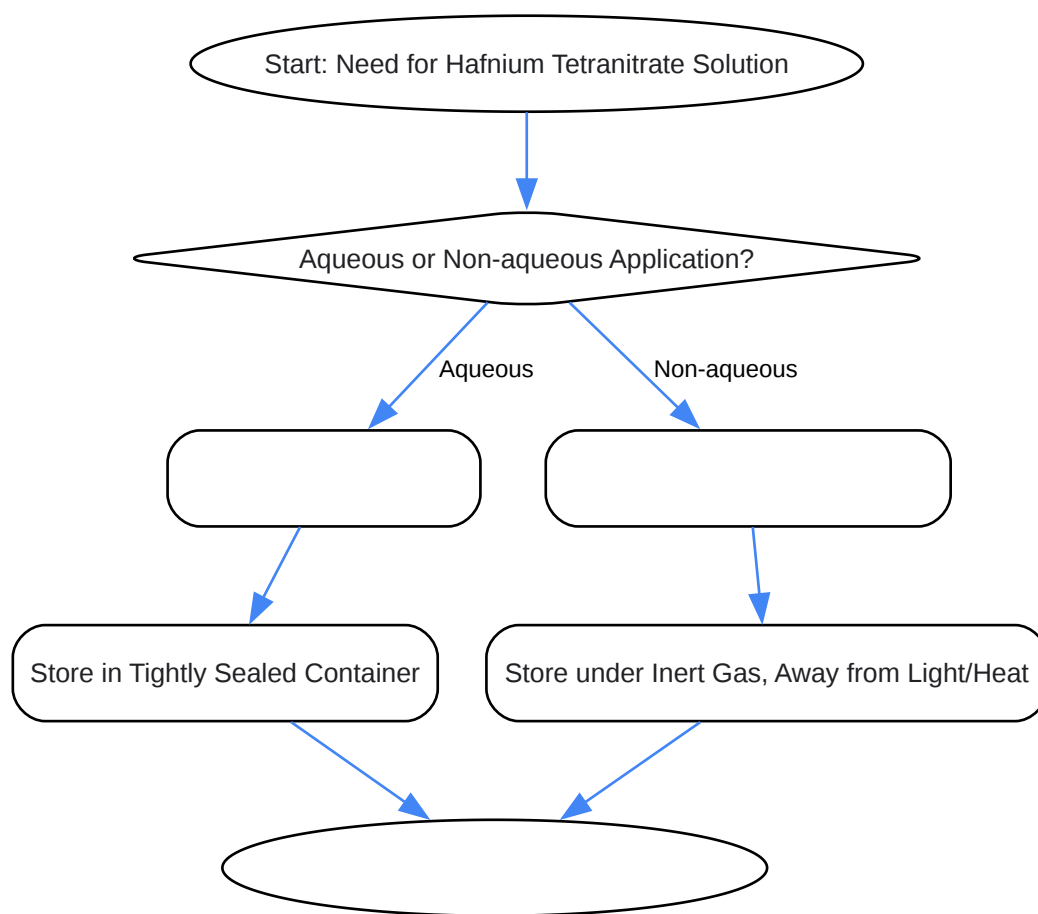 Start: Need for Hafnium Tetranitrate Solution
Aqueous or Non-aqueous Application?
Aqueous
Non-aqueous
Store in Tightly Sealed Container
Store under Inert Gas, Away from Light/Heat